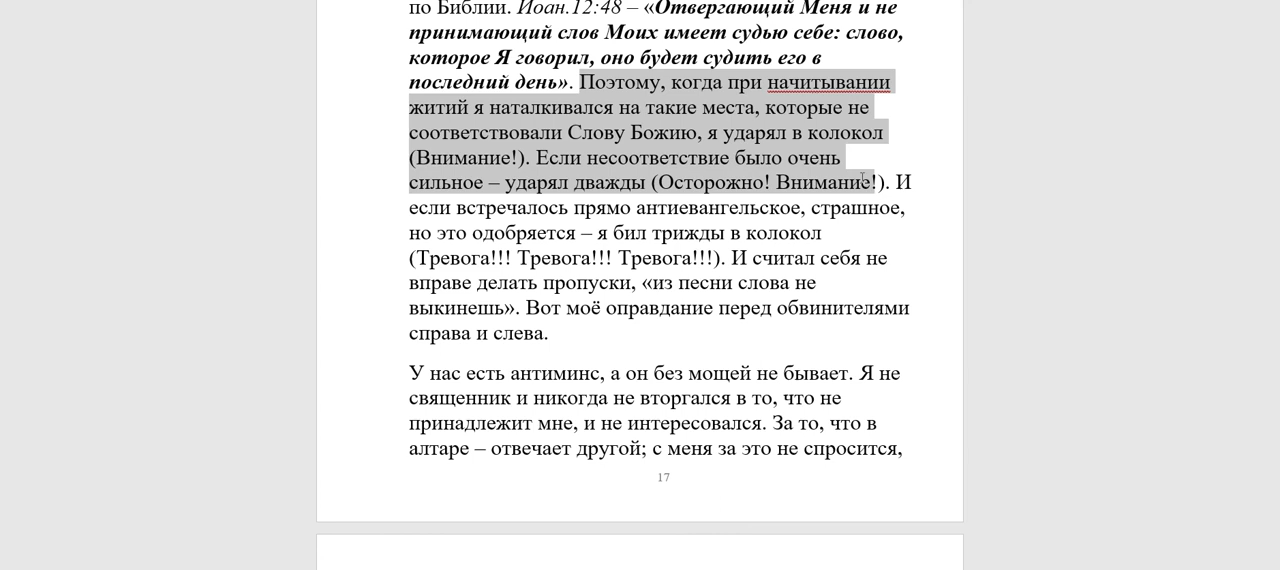 по Библии. Иоан.12:48 – «Отвергающий Меня и не
принимающий слов Моих имеет судью себе: слово,
которое Я говорил, оно будет судить его в
последний день». Поэтому, когда при начитывании
житий я наталкивался на такие места, которые не
соответствовали Слову Божию, я ударял в колокол
(Внимание!). Если несоответствие было очень
сильное – ударял дважды (Осторожно! Внимание!). И
если встречалось прямо антиевангельское, страшное,
но это одобряется – я бил трижды в колокол
(Тревога!!! Тревога!!! Тревога!!!). И считал себя не
вправе делать пропуски, «из песни слова не
выкинешь». Вот моё оправдание перед обвинителями
справа и слева.
У нас есть антиминс, а он без мощей не бывает. Я не
священник и никогда не вторгался в то, что не
принадлежит мне, и не интересовался. За то, что в
алтаре – отвечает другой; с меня за это не спросится,
17